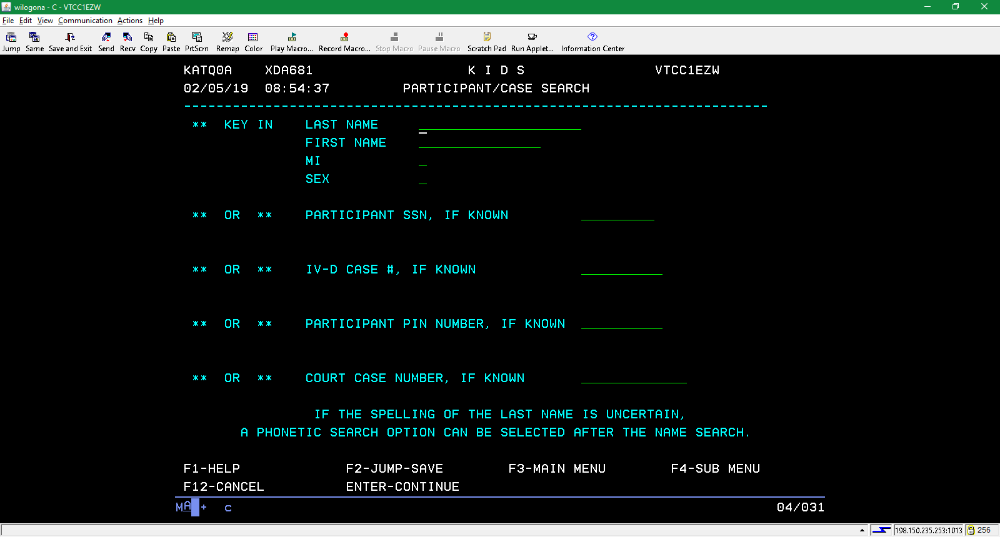 wilogona - C - VTCC1EZW
File Edit View Communication Actions Help
Jump Same Save and Exit Send Recv Copy Paste PrtScrn Remap Color Play Macro... Record Macro... Stop Macro Pause Macro Scratch Pad Run Applet... Information Center
KATQ0A XDA681 K I D S VTCC1EZW
02/05/19 08:54:37 PARTICIPANT/CASE SEARCH
------------------------------------------------------------------------
** KEY IN LAST NAME ____________________
FIRST NAME _______________
MI _
SEX _
** OR ** PARTICIPANT SSN, IF KNOWN _________
** OR ** IV-D CASE #, IF KNOWN __________
** OR ** PARTICIPANT PIN NUMBER, IF KNOWN __________
** OR ** COURT CASE NUMBER, IF KNOWN _____________
IF THE SPELLING OF THE LAST NAME IS UNCERTAIN,
A PHONETIC SEARCH OPTION CAN BE SELECTED AFTER THE NAME SEARCH.
F1-HELP F2-JUMP-SAVE F3-MAIN MENU F4-SUB MENU
F12-CANCEL ENTER-CONTINUE
MA + c 04/031
198.150.235.253:1013 256